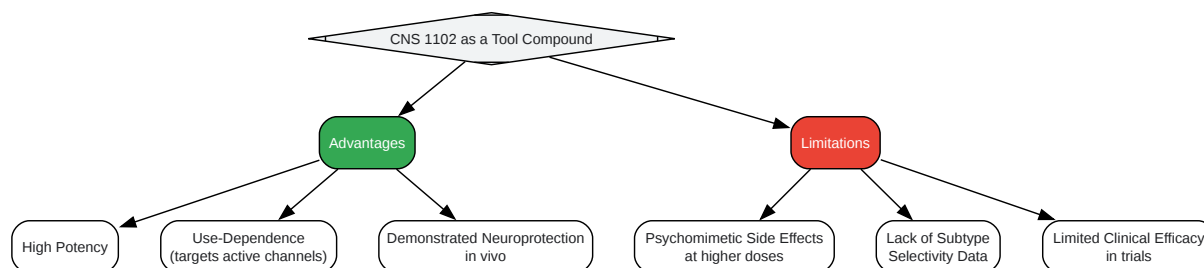 CNS 1102 as a Tool Compound
Advantages
Limitations
High Potency
Use-Dependence
(targets active channels)
Demonstrated Neuroprotection
in vivo
Psychomimetic Side Effects
at higher doses
Lack of Subtype
Selectivity Data
Limited Clinical Efficacy
in trials